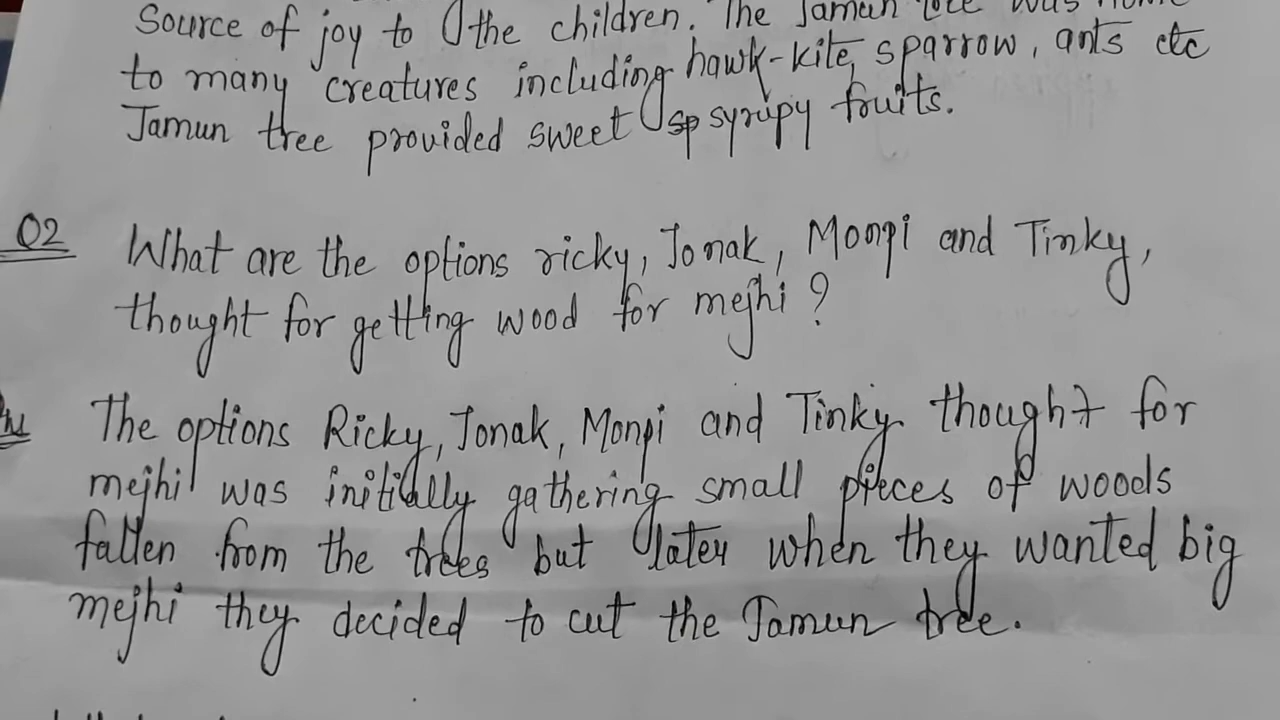 Source of joy to the children. The Jamun tree was home
to many creatures including hawk-kite, sparrow, ants etc
Jamun tree provided sweet sp syrupy fruits.
Q2 What are the options ricky, Jonak, Monpi and Tinky,
thought for getting wood for mejhi ?
The options Ricky, Jonak, Monpi and Tinky thought for
mejhi was initially gathering small pieces of woods
fallen from the trees but later when they wanted big
mejhi they decided to cut the Jamun tree.